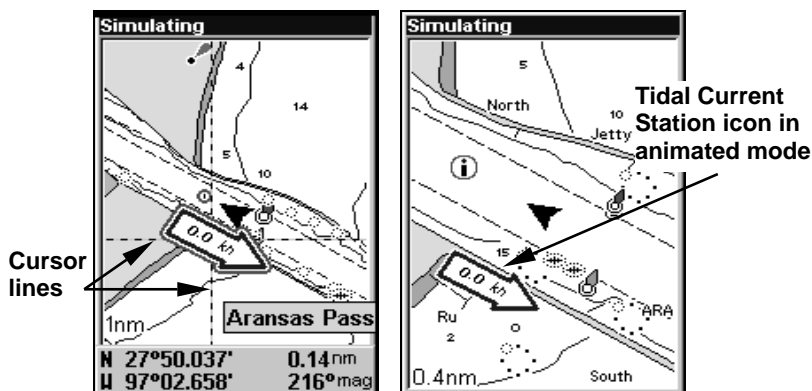 Simulating
4
14
5
10
0.0 kn
Aransas Pass
1nm
N 27°50.037' 0.14nm
W 97°02.658' 216°mag
Cursor
lines
Simulating
5
North
10
Jetty
15
0.0 kn
ARA
Ru
2
0.4nm
South
Tidal Current
Station icon in
animated mode